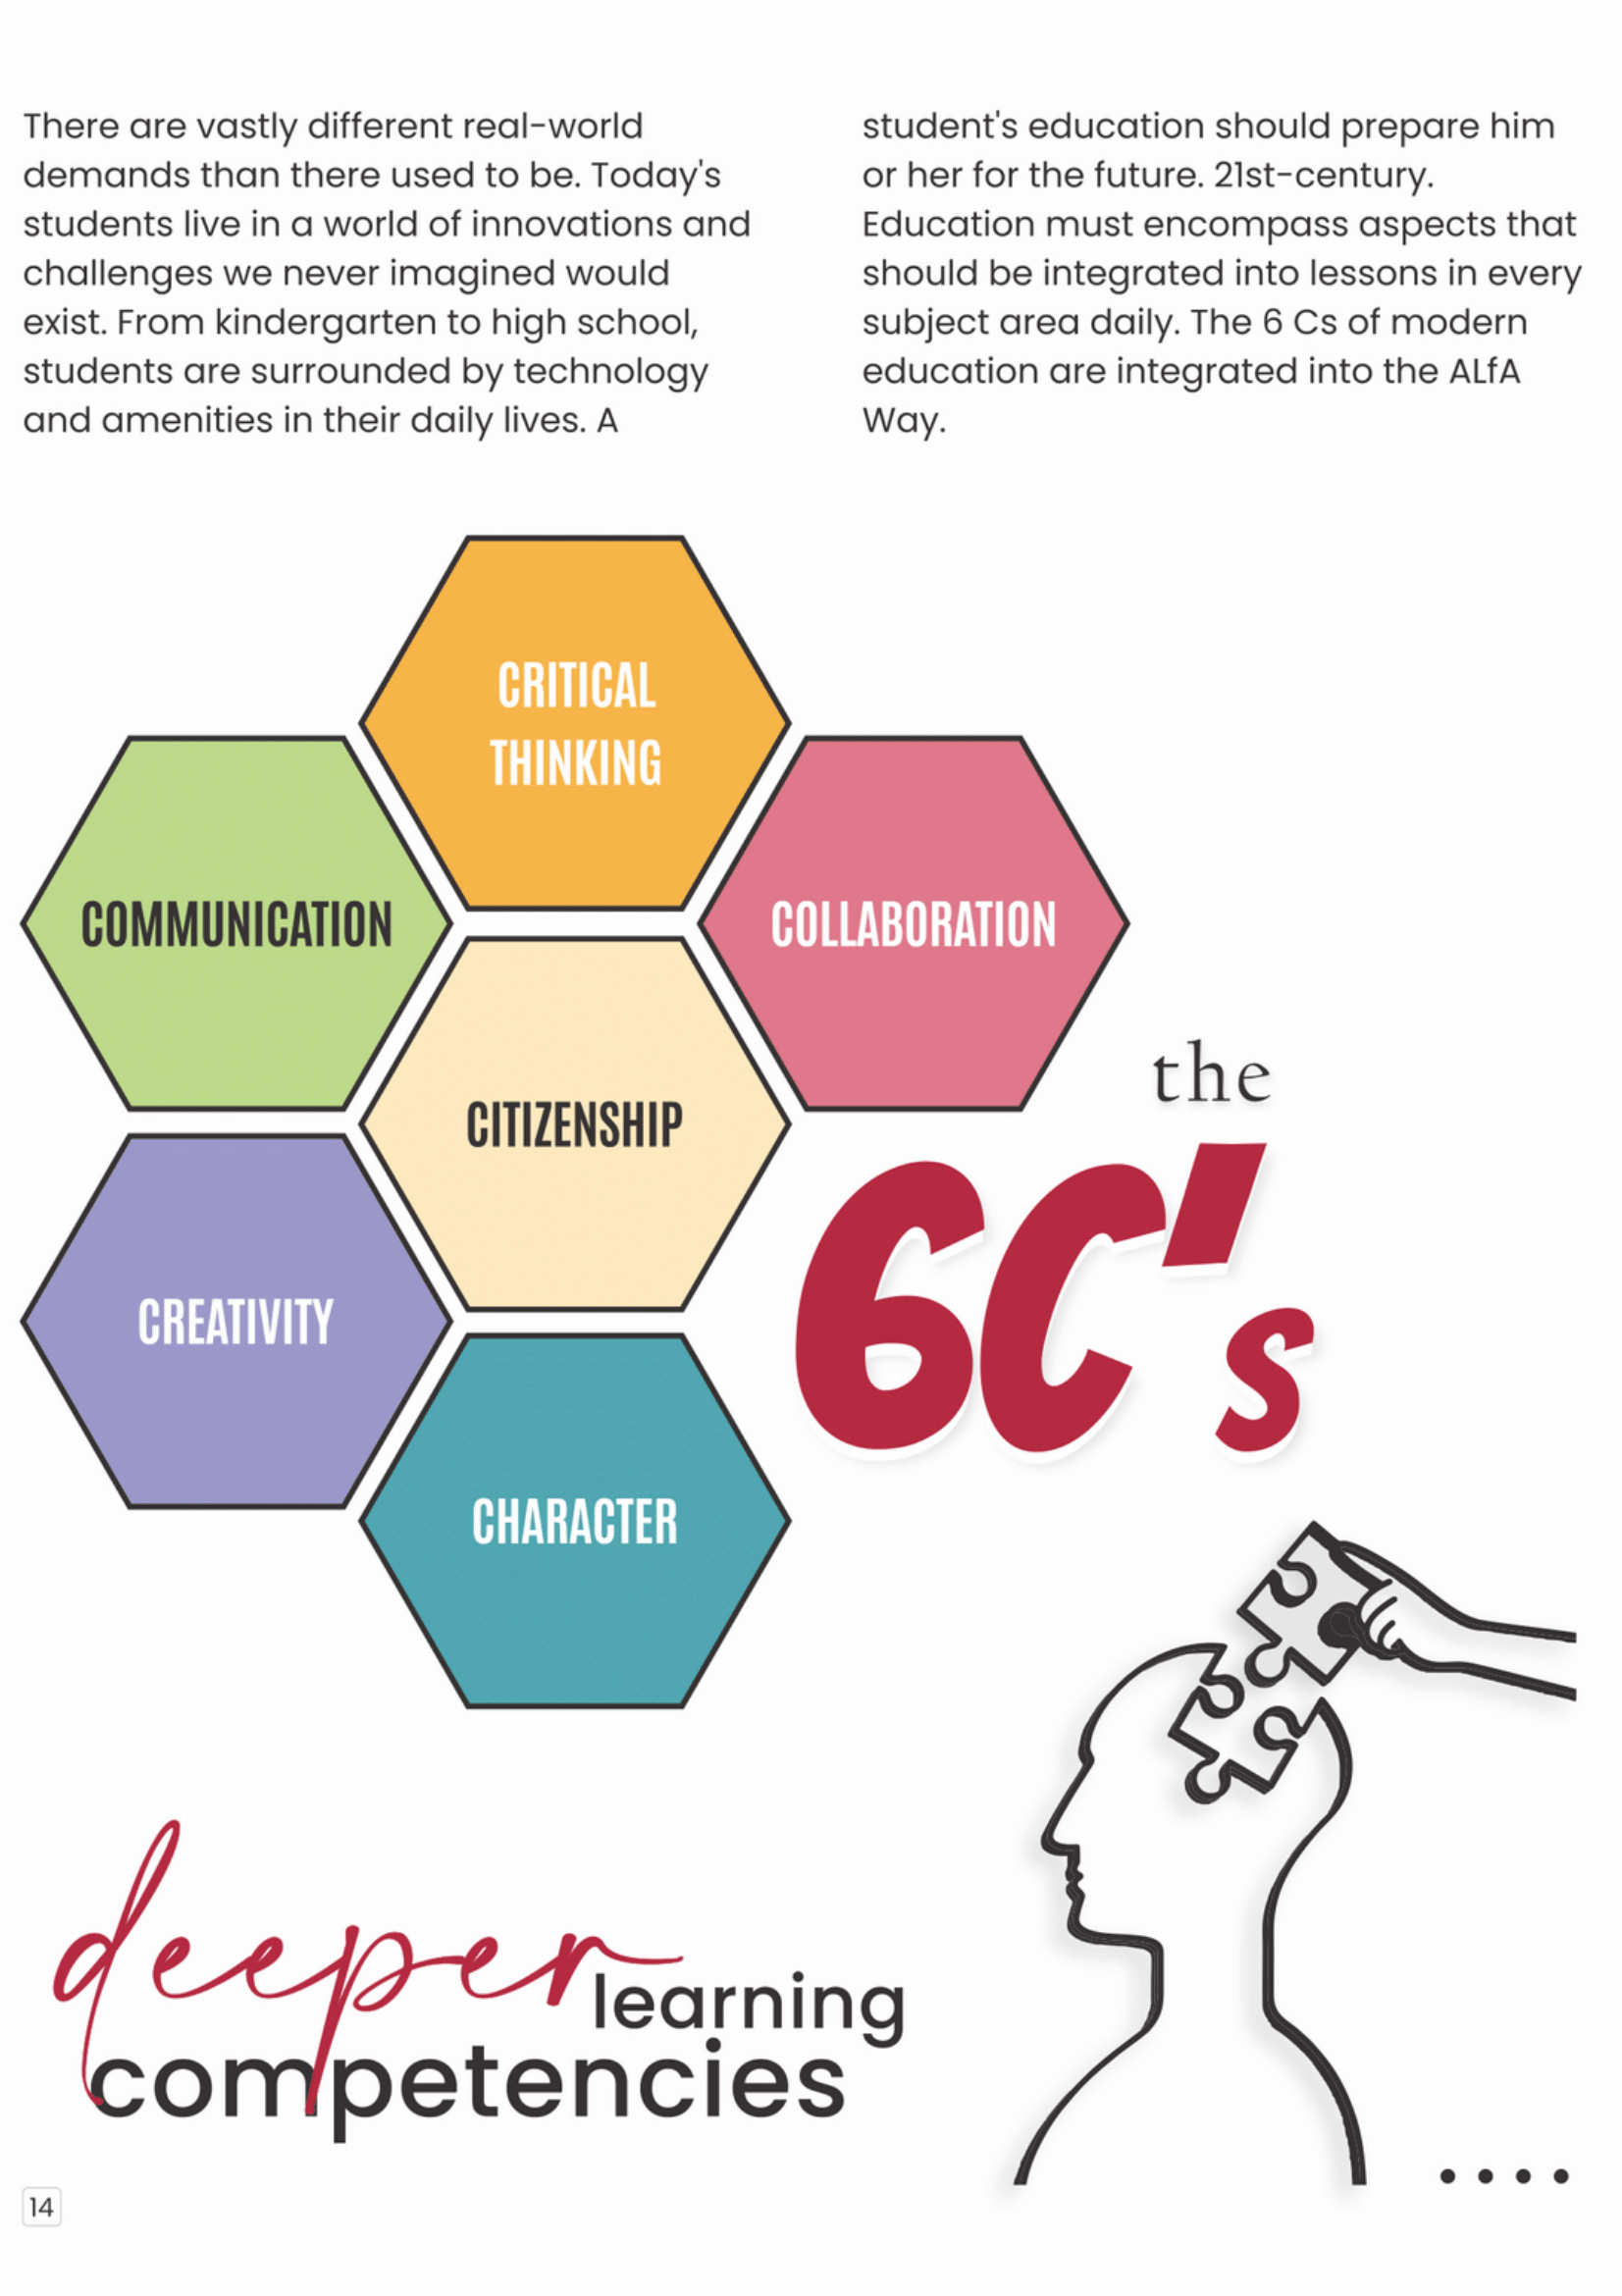 There are vastly different real-world
demands than there used to be. Today's
students live in a world of innovations and
challenges we never imagined would
exist. From kindergarten to high school,
students are surrounded by technology
and amenities in their daily lives. A
student's education should prepare him
or her for the future. 21st-century.
Education must encompass aspects that
should be integrated into lessons in every
subject area daily. The 6 Cs of modern
education are integrated into the ALfA
Way.
CRITICAL
THINKING
COMMUNICATION
COLLABORATION
CITIZENSHIP
CREATIVITY
CHARACTER
the
6C's
deeper learning
competencies
14